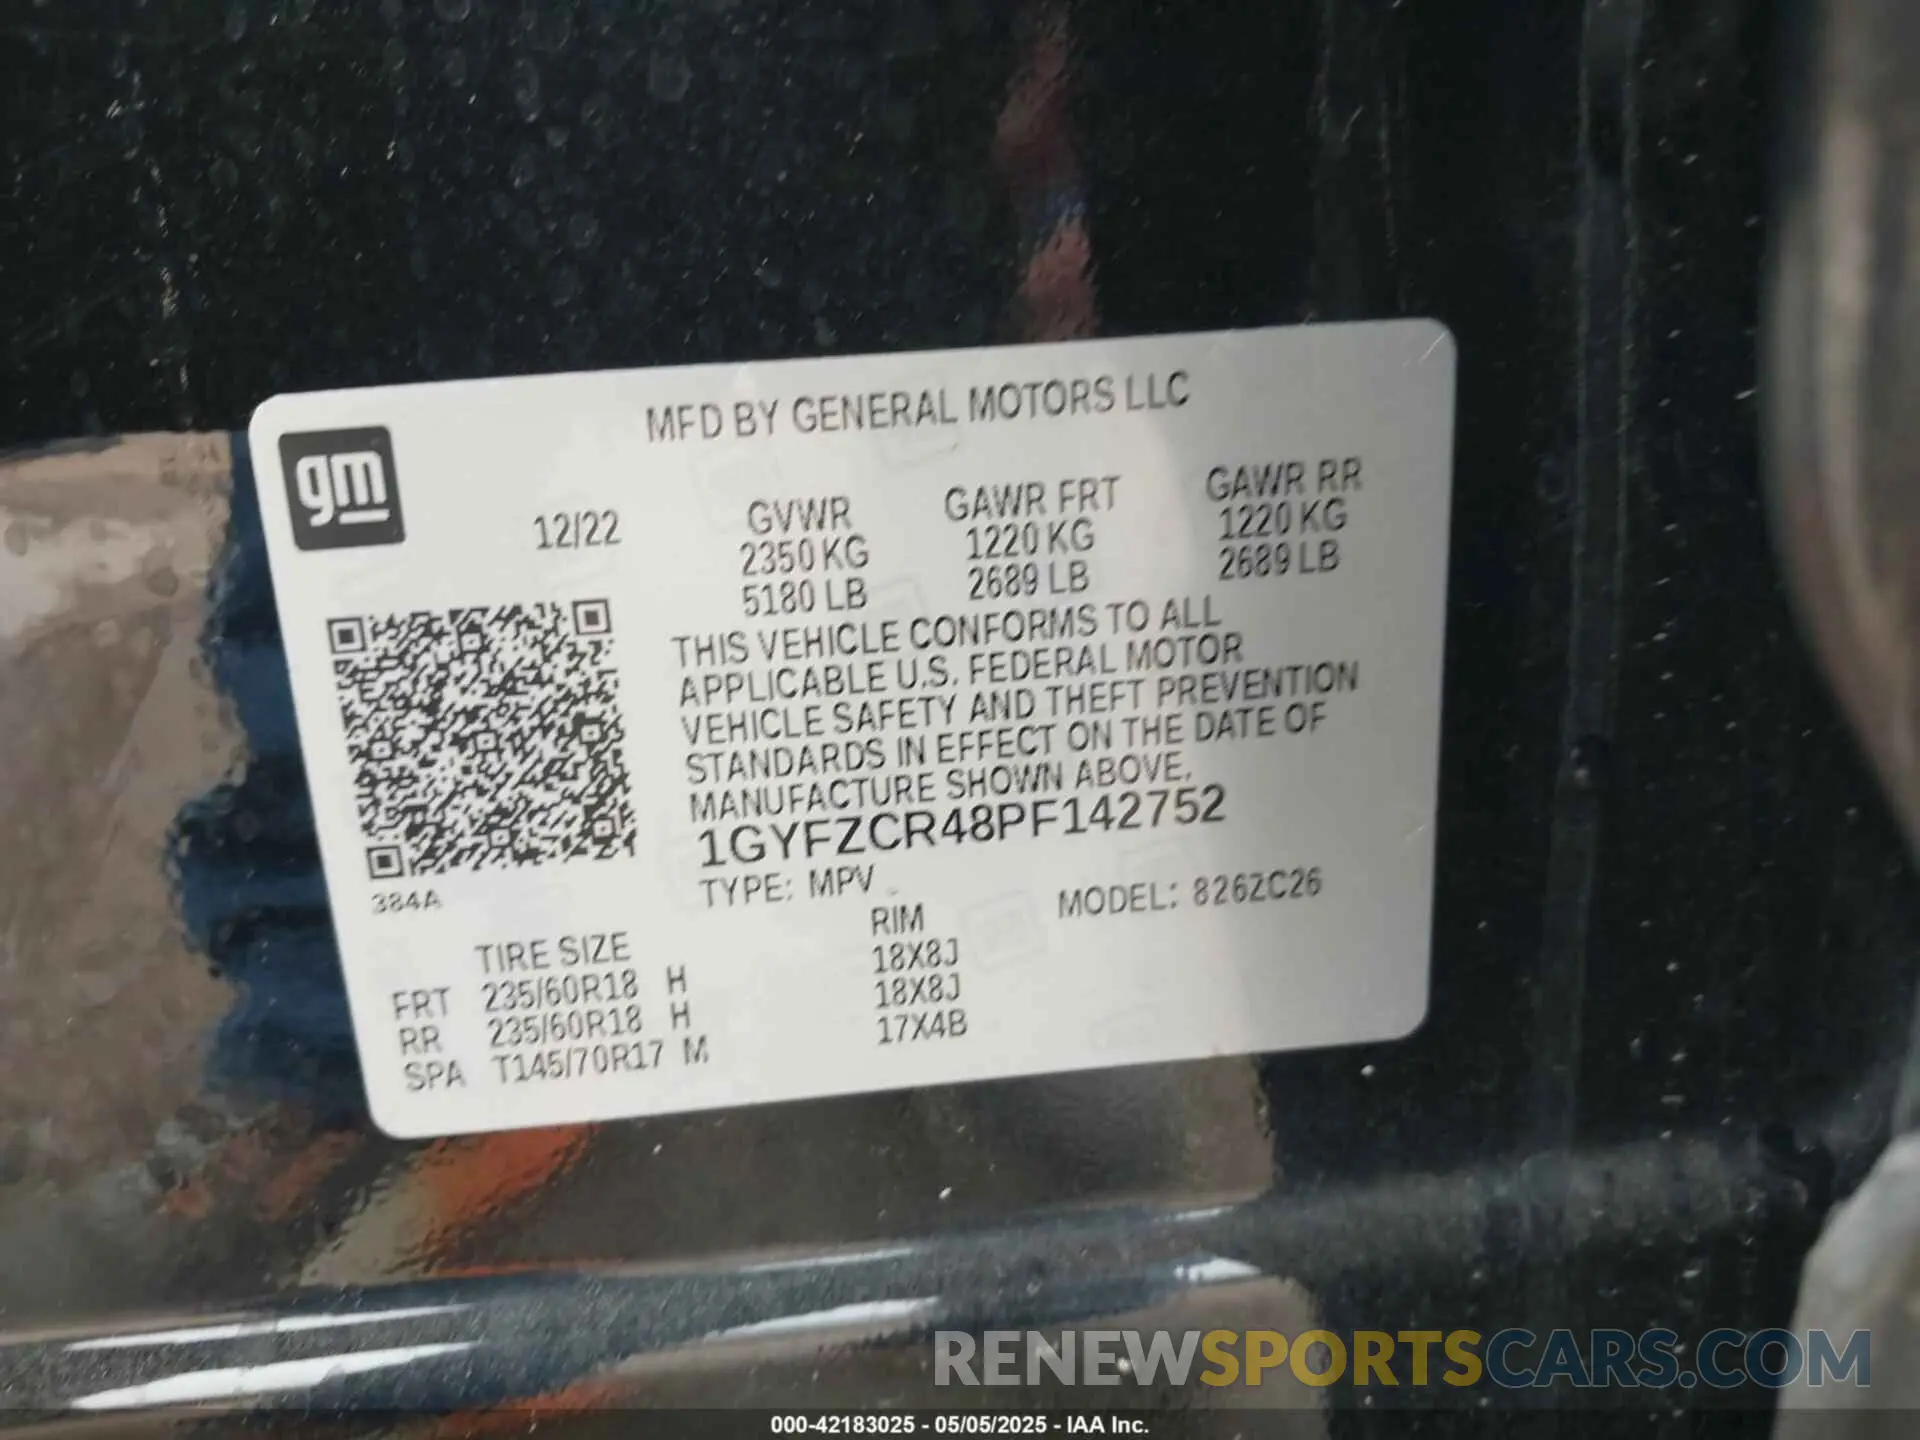 MFD BY GENERAL MOTORS LLC
gm
12/22
GVWR GAWR FRT GAWR RR
2350 KG 1220 KG 1220 KG
5180 LB 2689 LB 2689 LB
THIS VEHICLE CONFORMS TO ALL
APPLICABLE U.S. FEDERAL MOTOR
VEHICLE SAFETY AND THEFT PREVENTION
STANDARDS IN EFFECT ON THE DATE OF
MANUFACTURE SHOWN ABOVE.
1GYFZCR48PF142752
384A
TYPE: MPV
MODEL: 826ZC26
TIRE SIZE RIM
FRT 235/60R18 H 18X8J
RR 235/60R18 H 18X8J
SPA T145/70R17 M 17X4B
RENEWSPORTSCARS.COM
000-42183025 - 05/05/2025 - IAA Inc.